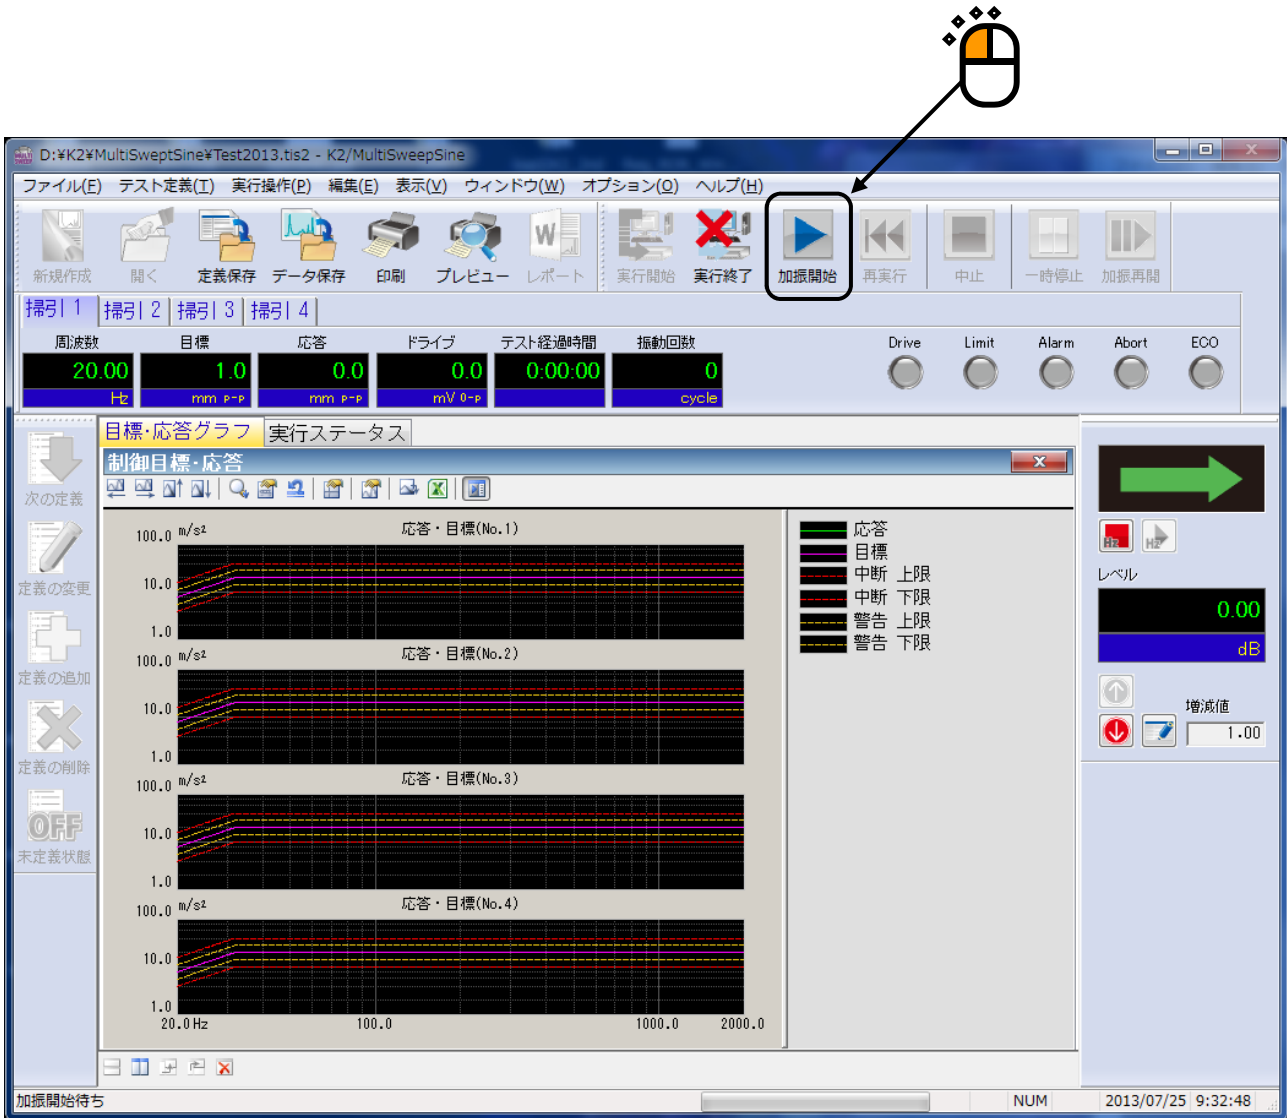 D:¥K2¥MultiSweptSine¥Test2013.tis2 - K2/MultiSweepSine
ファイル(F) テスト定義(T) 実行操作(P) 編集(E) 表示(V) ウィンドウ(W) オプション(O) ヘルプ(H)
新規作成 開く 定義保存 データ保存 印刷 プレビュー レポート 実行開始 実行終了 加振開始 再実行 中止 一時停止 加振再開
掃引 1 掃引 2 掃引 3 掃引 4
周波数 目標 応答 ドライブ テスト経過時間 振動回数 Drive Limit Alarm Abort ECO
20.00 1.0 0.0 0.0 0:00:00 0
Hz mm P-P mm P-P mV 0-P cycle
目標・応答グラフ 実行ステータス
制御目標・応答
次の定義
定義の変更
定義の追加
定義の削除
OFF
未定義状態
100.0 m/s² 応答・目標(No.1)
10.0
1.0
100.0 m/s² 応答・目標(No.2)
10.0
1.0
100.0 m/s² 応答・目標(No.3)
10.0
1.0
100.0 m/s² 応答・目標(No.4)
10.0
1.0
20.0 Hz 100.0 1000.0 2000.0
応答
目標
中断 上限
中断 下限
警告 上限
警告 下限
Hz Hz
レベル
0.00
dB
増減値
1.00
加振開始待ち NUM 2013/07/25 9:32:48